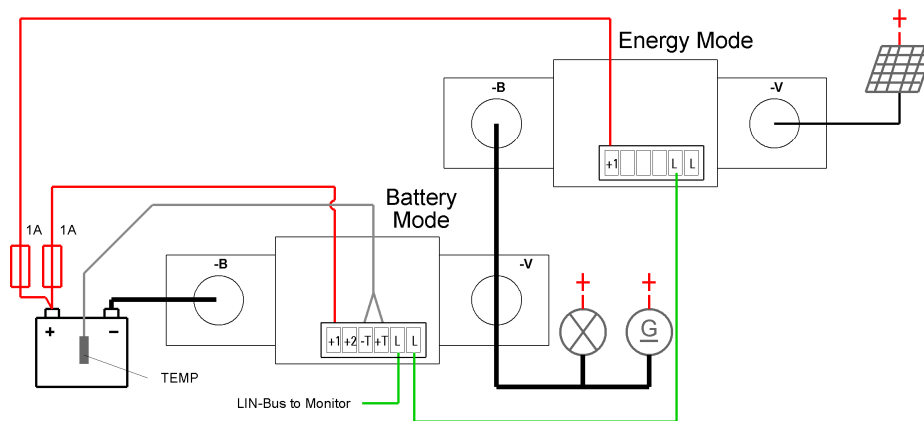 +
Energy Mode
-B
-V
+1
L
L
Battery
Mode
1A
1A
-B
-V
+
+
+
−
G
+1
+2
-T
+T
L
L
TEMP
LIN-Bus to Monitor